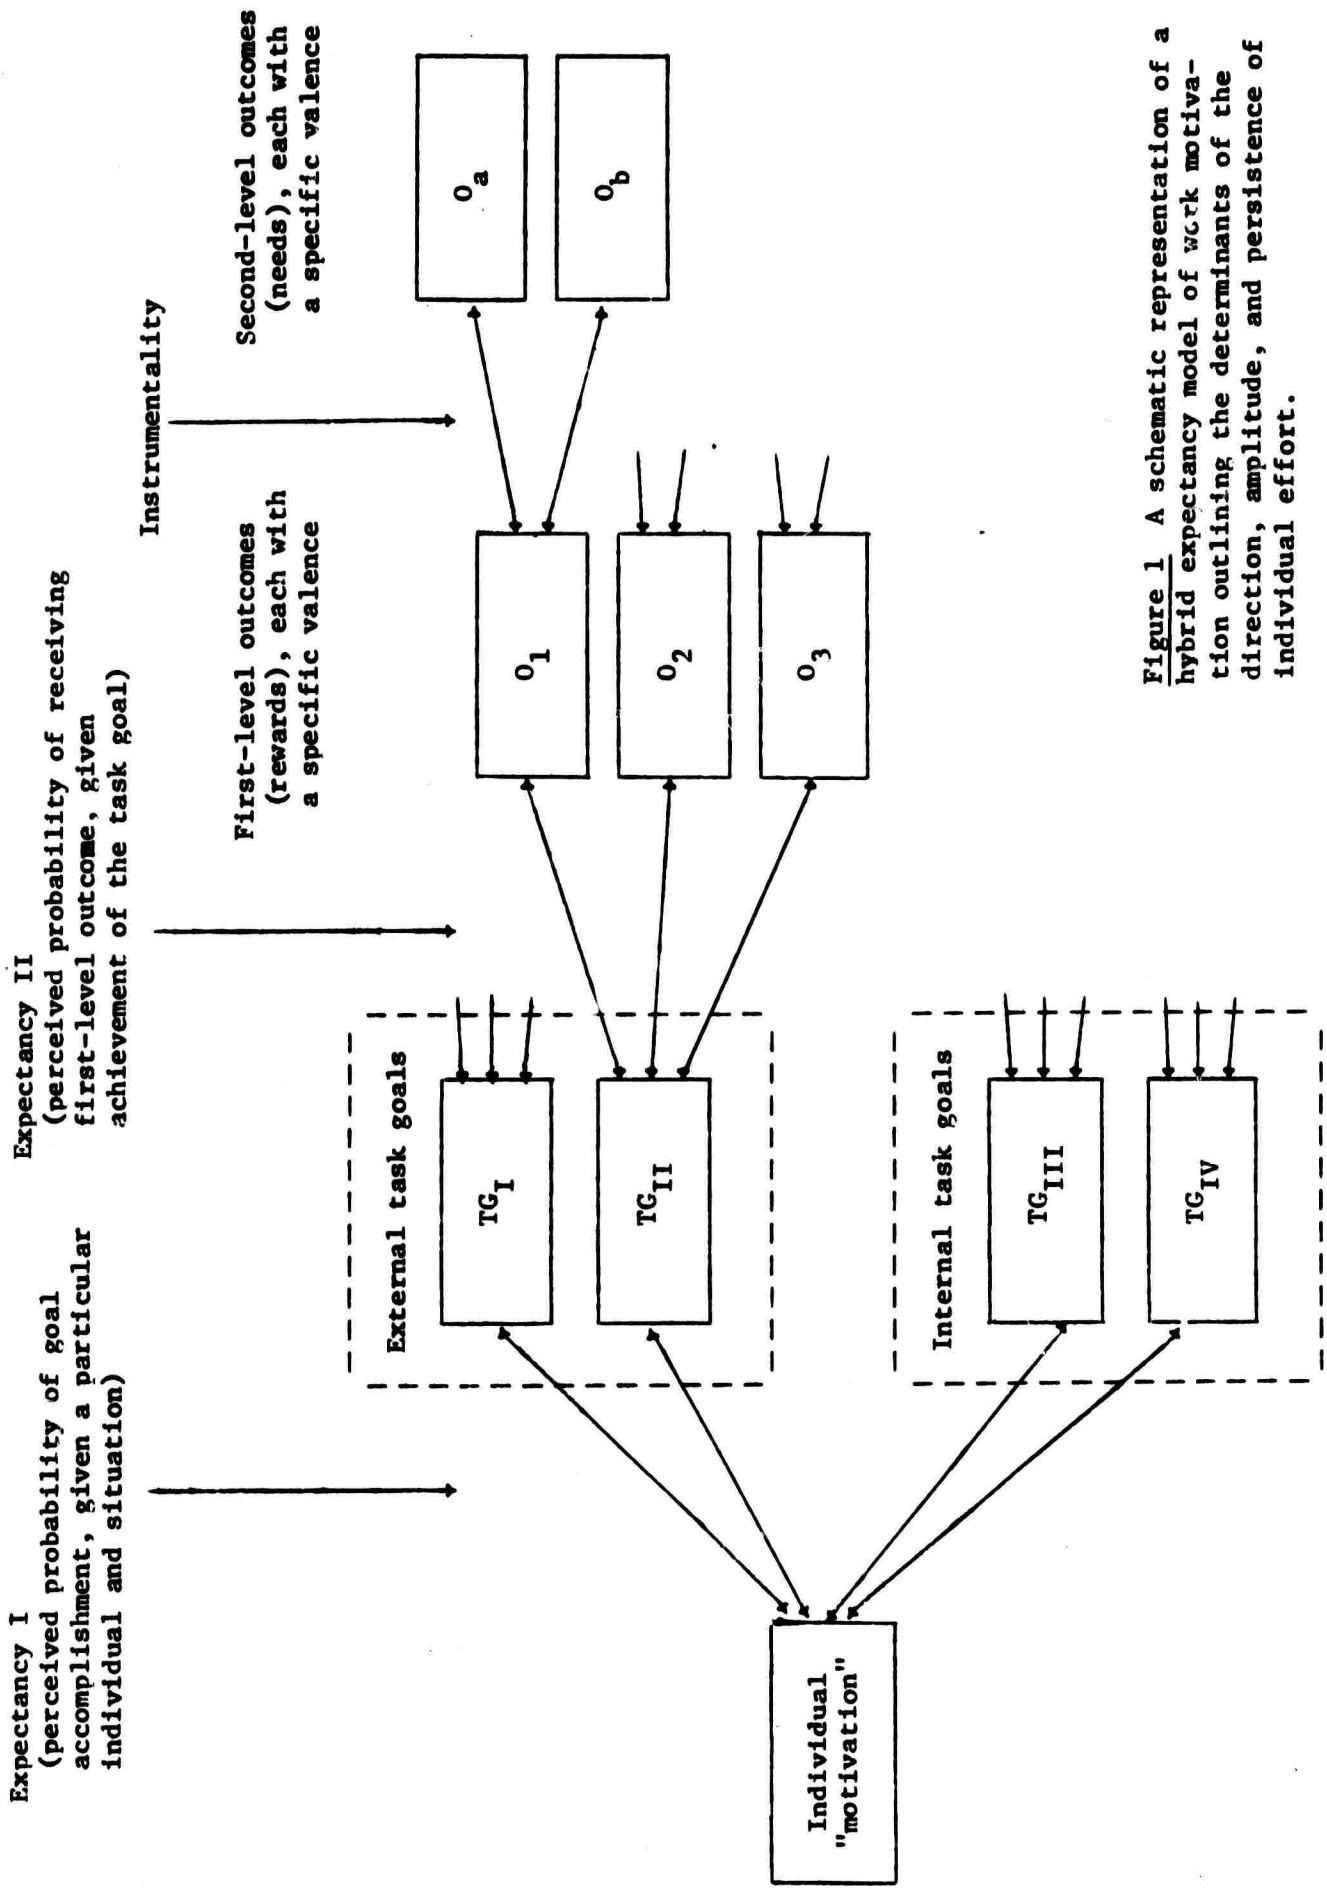 Expectancy I
(perceived probability of goal
accomplishment, given a particular
individual and situation)
Expectancy II
(perceived probability of receiving
first-level outcome, given
achievement of the task goal)
Instrumentality
First-level outcomes
(rewards), each with
a specific valence
Second-level outcomes
(needs), each with
a specific valence
Individual
"motivation"
External task goals
TG_I
TG_II
Internal task goals
TG_III
TG_IV
O_1
O_2
O_3
O_a
O_b
Figure 1 A schematic representation of a
hybrid expectancy model of work motiva-
tion outlining the determinants of the
direction, amplitude, and persistence of
individual effort.